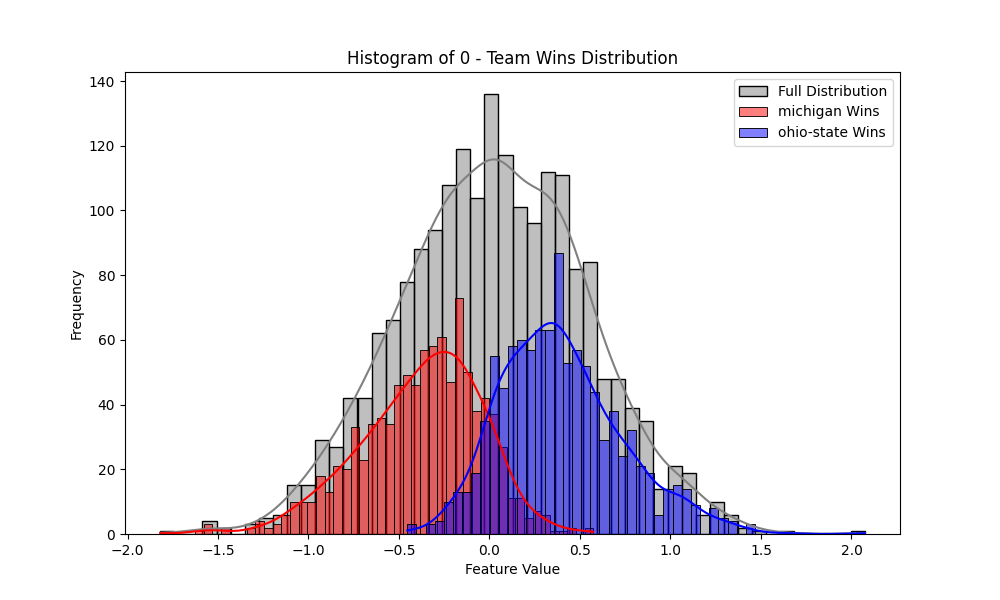 Histogram of 0 - Team Wins Distribution
Full Distribution
michigan Wins
ohio-state Wins
Frequency
140
120
100
80
60
40
20
0
−2.0 −1.5 −1.0 −0.5 0.0 0.5 1.0 1.5 2.0
Feature Value